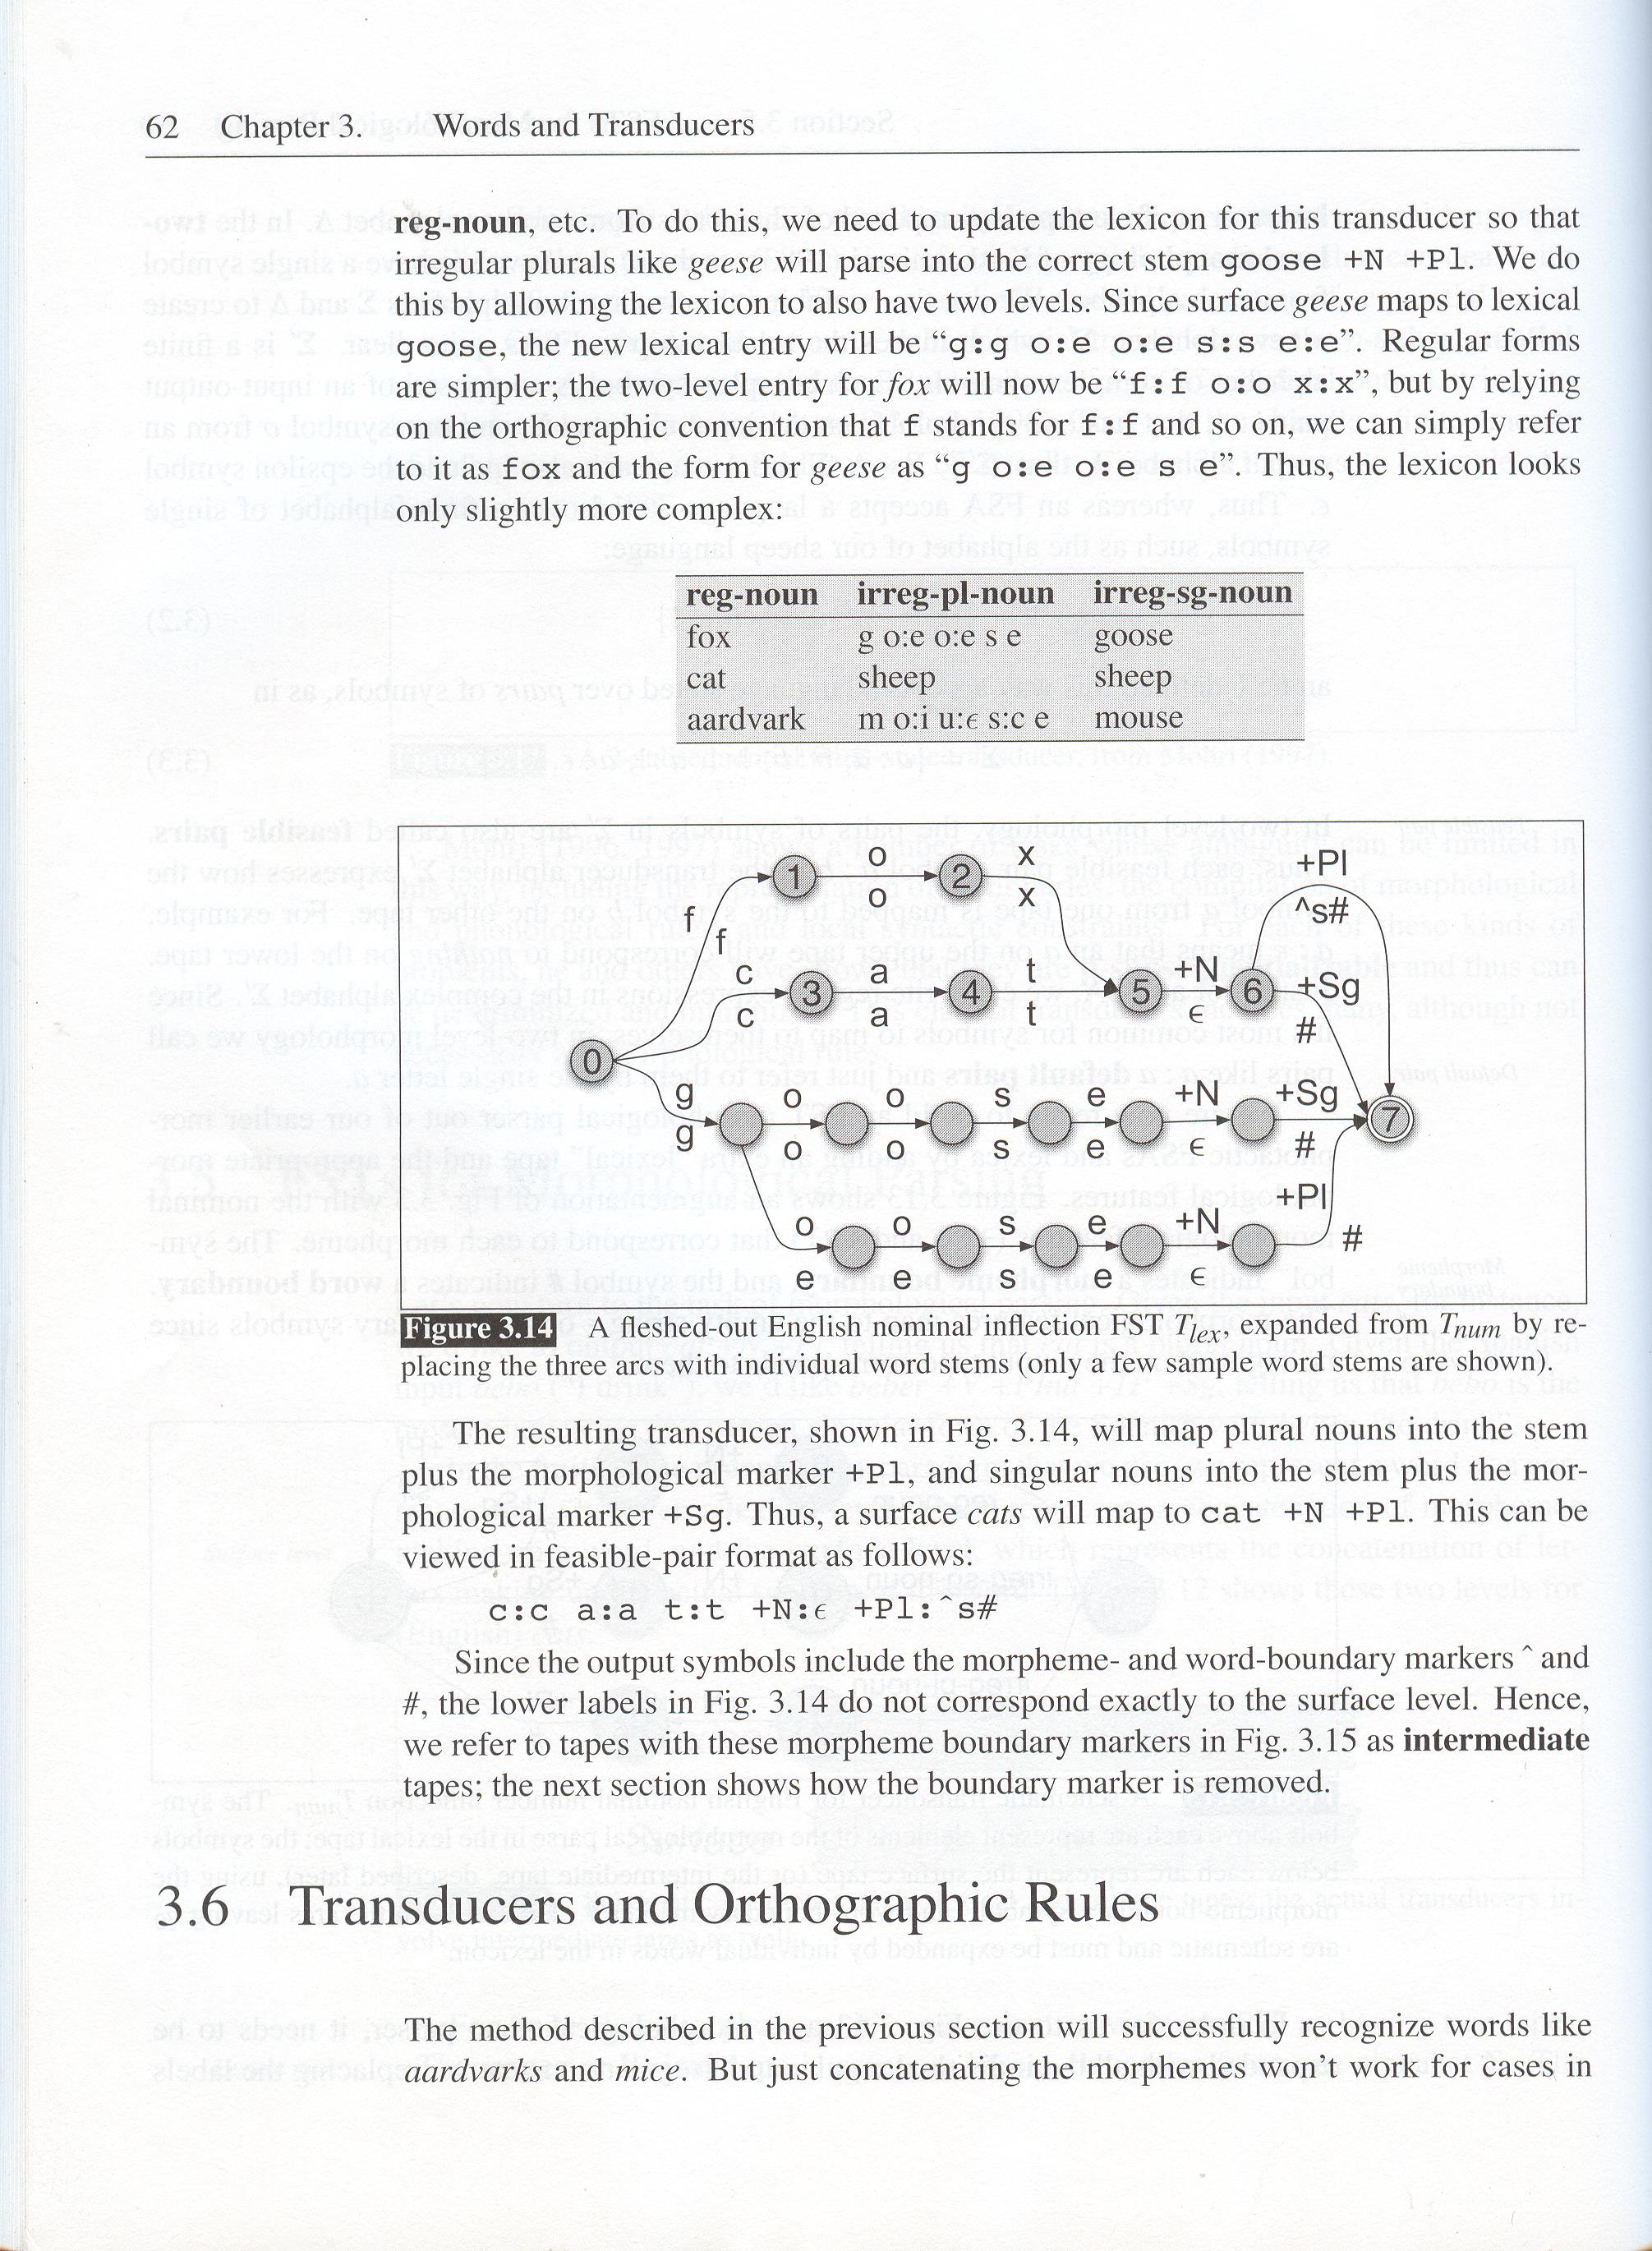 62 Chapter 3. Words and Transducers
reg-noun, etc. To do this, we need to update the lexicon for this transducer so that
irregular plurals like geese will parse into the correct stem goose +N +Pl. We do
this by allowing the lexicon to also have two levels. Since surface geese maps to lexical
goose, the new lexical entry will be “g:g o:e o:e s:s e:e”. Regular forms
are simpler; the two-level entry for fox will now be “f:f o:o x:x”, but by relying
on the orthographic convention that f stands for f:f and so on, we can simply refer
to it as fox and the form for geese as “g o:e o:e s e”. Thus, the lexicon looks
only slightly more complex:
reg-noun irreg-pl-noun irreg-sg-noun
fox g o:e o:e s e goose
cat sheep sheep
aardvark m o:i u:ϵ s:c e mouse
o x +Pl
1 2
o x ^s#
f
f
c a t +N +Sg
3 4 5 6
c a t ϵ #
0
g o o s e +N +Sg
7
g o o s e ϵ #
+Pl
o o s e +N #
e e s e ϵ
Figure 3.14 A fleshed-out English nominal inflection FST Tlex, expanded from Tnum by re-
placing the three arcs with individual word stems (only a few sample word stems are shown).
The resulting transducer, shown in Fig. 3.14, will map plural nouns into the stem
plus the morphological marker +Pl, and singular nouns into the stem plus the mor-
phological marker +Sg. Thus, a surface cats will map to cat +N +Pl. This can be
viewed in feasible-pair format as follows:
c:c a:a t:t +N:ϵ +Pl:^s#
Since the output symbols include the morpheme- and word-boundary markers ^ and
#, the lower labels in Fig. 3.14 do not correspond exactly to the surface level. Hence,
we refer to tapes with these morpheme boundary markers in Fig. 3.15 as intermediate
tapes; the next section shows how the boundary marker is removed.
3.6 Transducers and Orthographic Rules
The method described in the previous section will successfully recognize words like
aardvarks and mice. But just concatenating the morphemes won’t work for cases in